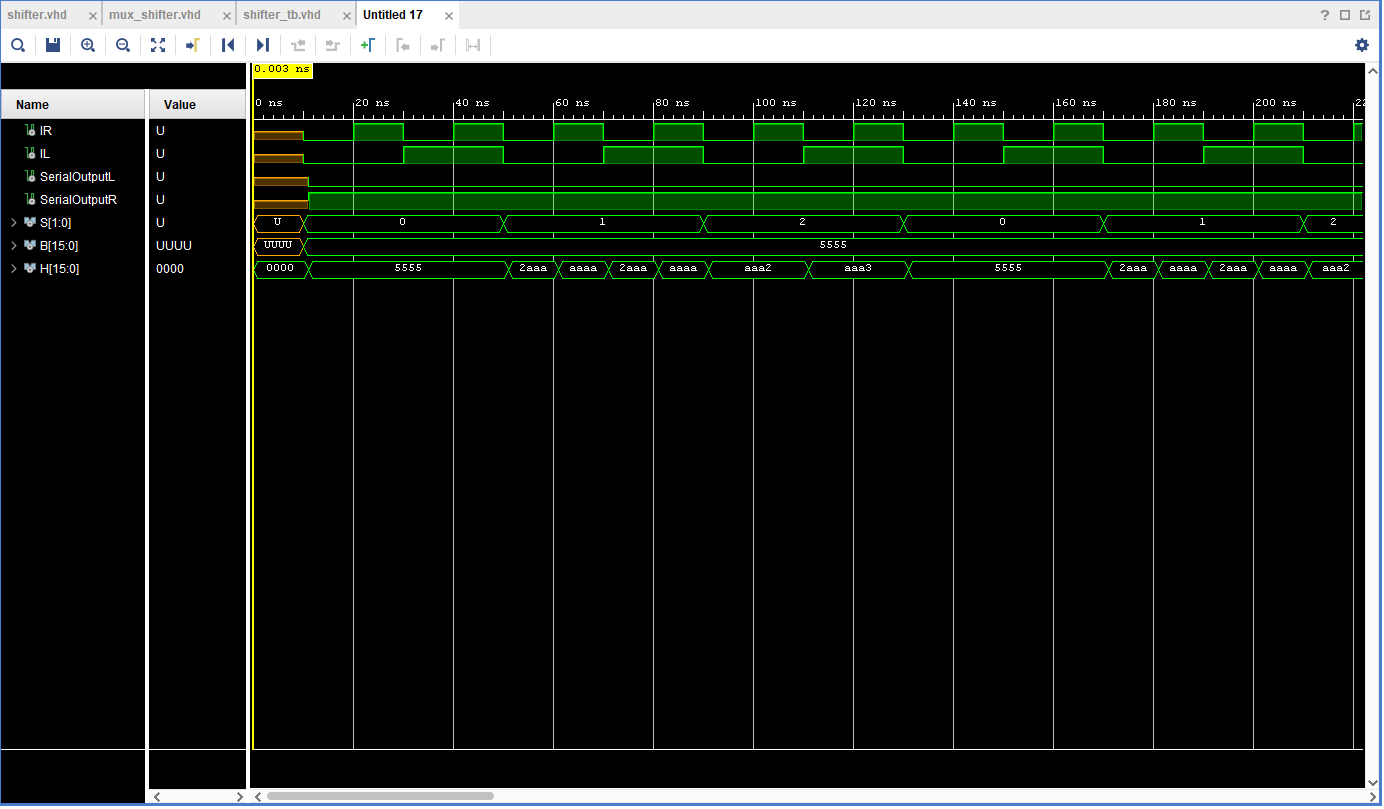 shifter.vhd mux_shifter.vhd shifter_tb.vhd Untitled 17
0.003 ns
Name Value
0 ns 20 ns 40 ns 60 ns 80 ns 100 ns 120 ns 140 ns 160 ns 180 ns 200 ns 22
IR U
IL U
SerialOutputL U
SerialOutputR U
S[1:0] U U 0 1 2 0 1 2
B[15:0] UUUU UUUU 5555
H[15:0] 0000 0000 5555 2aaa aaaa 2aaa aaaa aaa2 aaa3 5555 2aaa aaaa 2aaa aaaa aaa2